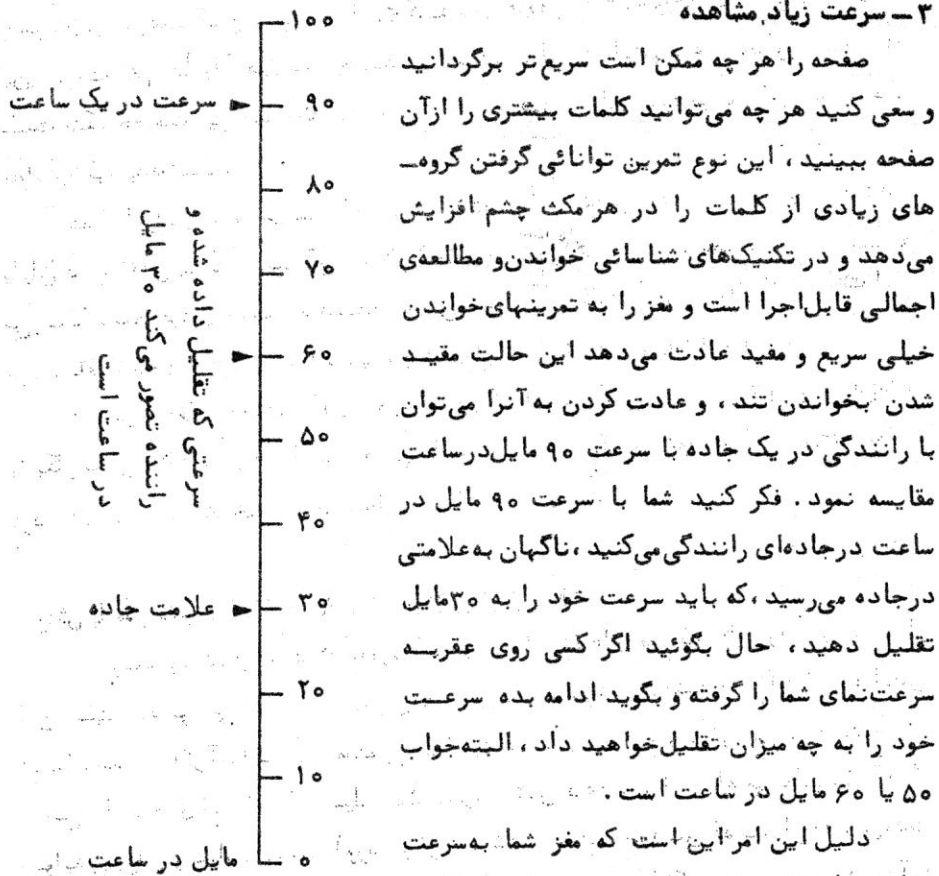 ۳ ــ سرعت زیاد مشاهده
صفحه را هر چه ممکن است سریع‌تر برگردانید
و سعی کنید هر چه می‌توانید کلمات بیشتری را ازآن
صفحه ببینید ، این نوع تمرین توانائی گرفتن گروه‌ــ
های زیادی از کلمات را در هر مکث چشم افزایش
می‌دهد و در تکنیک‌های شناسائی خواندن‌و مطالعه‌ی
اجمالی قابل‌اجرا است و مغز را به تمرینهای‌خواندن
خیلی سریع و مفید عادت می‌دهد این حالت مقیــد
شدن بخواندن تند ، و عادت کردن به آنرا می‌توان
با رانندگی در یک جاده با سرعت ۹۰ مایل‌درساعت
مقایسه نمود . فکر کنید شما با سرعت ۹۰ مایل در
ساعت درجاده‌ای رانندگی‌می‌کنید ،ناگهان به‌علامتی
درجاده می‌رسید ،که باید سرعت خود را به ۳۰مایل
تقلیل دهید ، حال بگوئید اگر کسی روی عقربــه
سرعت‌نمای شما را گرفته و بگوید ادامه بده سرعــت
خود را به چه میزان تقلیل‌خواهید داد ، البته‌جواب
۵۰ یا ۶۰ مایل در ساعت است .
دلیل این امر این است که مغز شما به‌سرعت
۱۰۰
۹۰ سرعت در یک ساعت
۸۰
۷۰
۶۰
سرعتی که تقلیل داده شده و
راننده تصور می‌کند ۳۰ مایل
در ساعت است
۵۰
۴۰
۳۰ علامت جاده
۲۰
۱۰
۰ مایل در ساعت